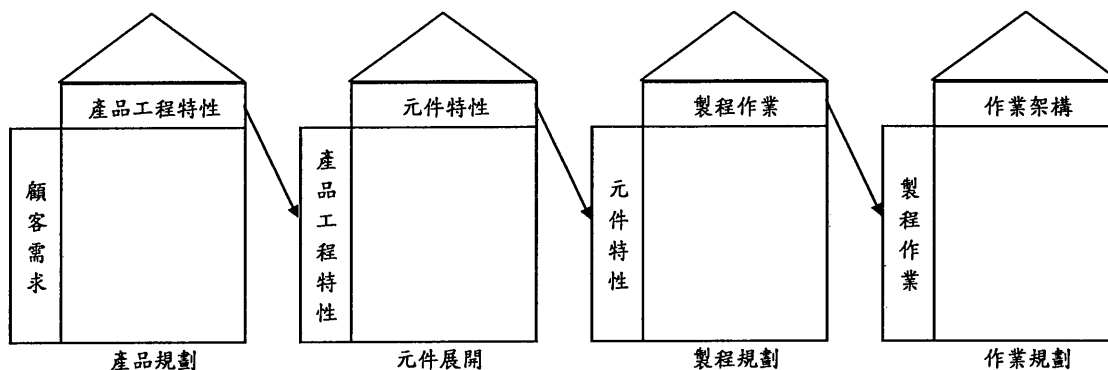 產品工程特性
元件特性
製程作業
作業架構
顧客需求
產品工程特性
元件特性
製程作業
產品規劃
元件展開
製程規劃
作業規劃